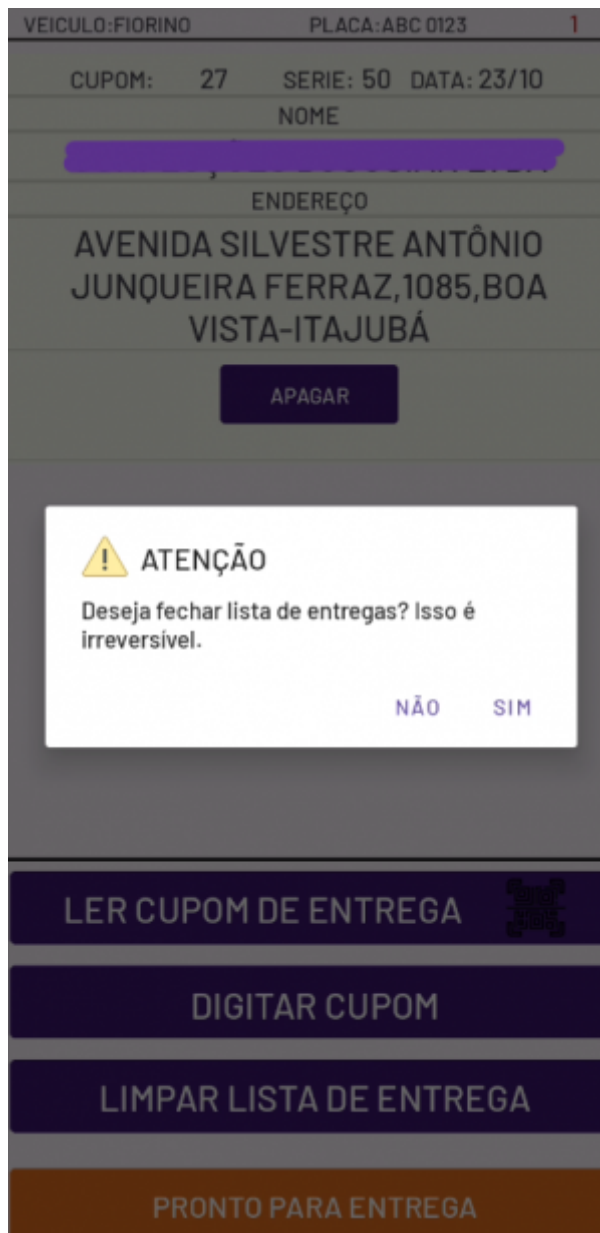 VEICULO:FIORINO PLACA:ABC 0123 1
CUPOM: 27 SERIE: 50 DATA: 23/10
NOME
ENDEREÇO
AVENIDA SILVESTRE ANTÔNIO
JUNQUEIRA FERRAZ,1085,BOA
VISTA-ITAJUBÁ
APAGAR
ATENÇÃO
Deseja fechar lista de entregas? Isso é
irreversível.
NÃO SIM
LER CUPOM DE ENTREGA
DIGITAR CUPOM
LIMPAR LISTA DE ENTREGA
PRONTO PARA ENTREGA